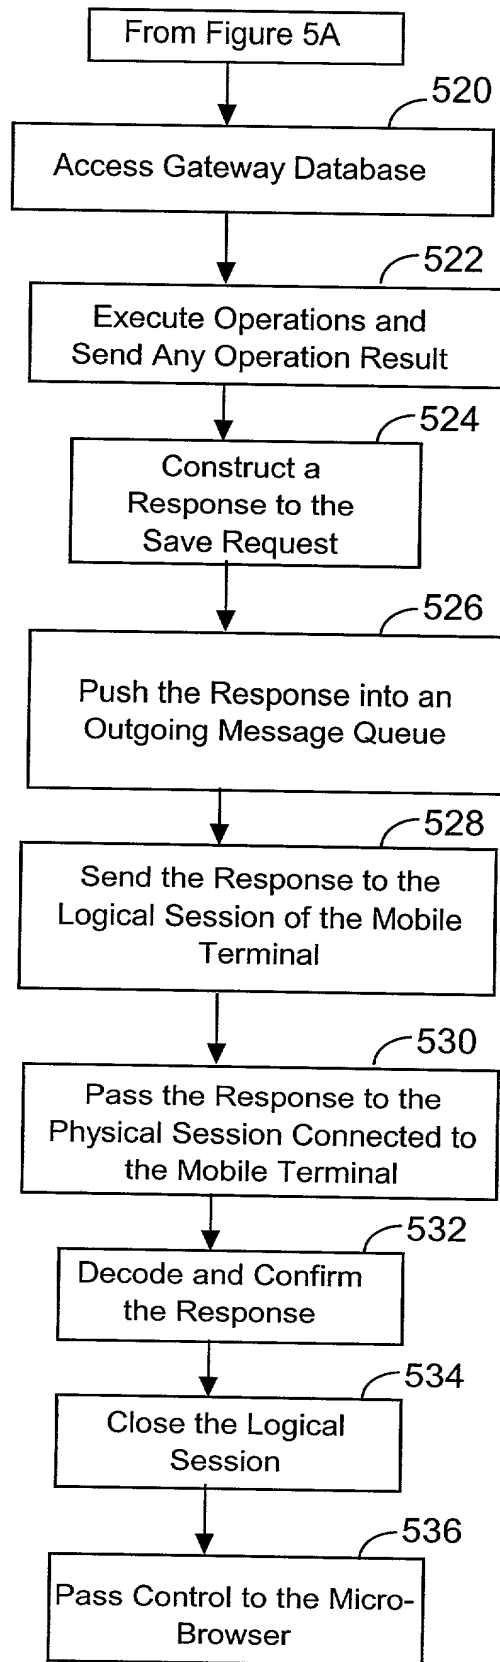 From Figure 5A
520
Access Gateway Database
522
Execute Operations and
Send Any Operation Result
524
Construct a
Response to the
Save Request
526
Push the Response into an
Outgoing Message Queue
528
Send the Response to the
Logical Session of the Mobile
Terminal
530
Pass the Response to the
Physical Session Connected to
the Mobile Terminal
532
Decode and Confirm
the Response
534
Close the Logical
Session
536
Pass Control to the Micro-
Browser